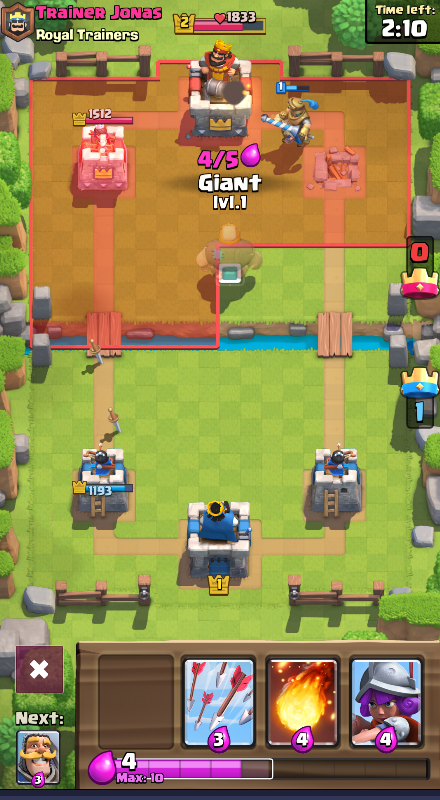 Trainer Jonas
Royal Trainers
2
1833
Time left:
2:10
1
1512
4/5
Giant
lvl.1
0
1
1193
1
3
4
4
Next:
3
4
Max:10